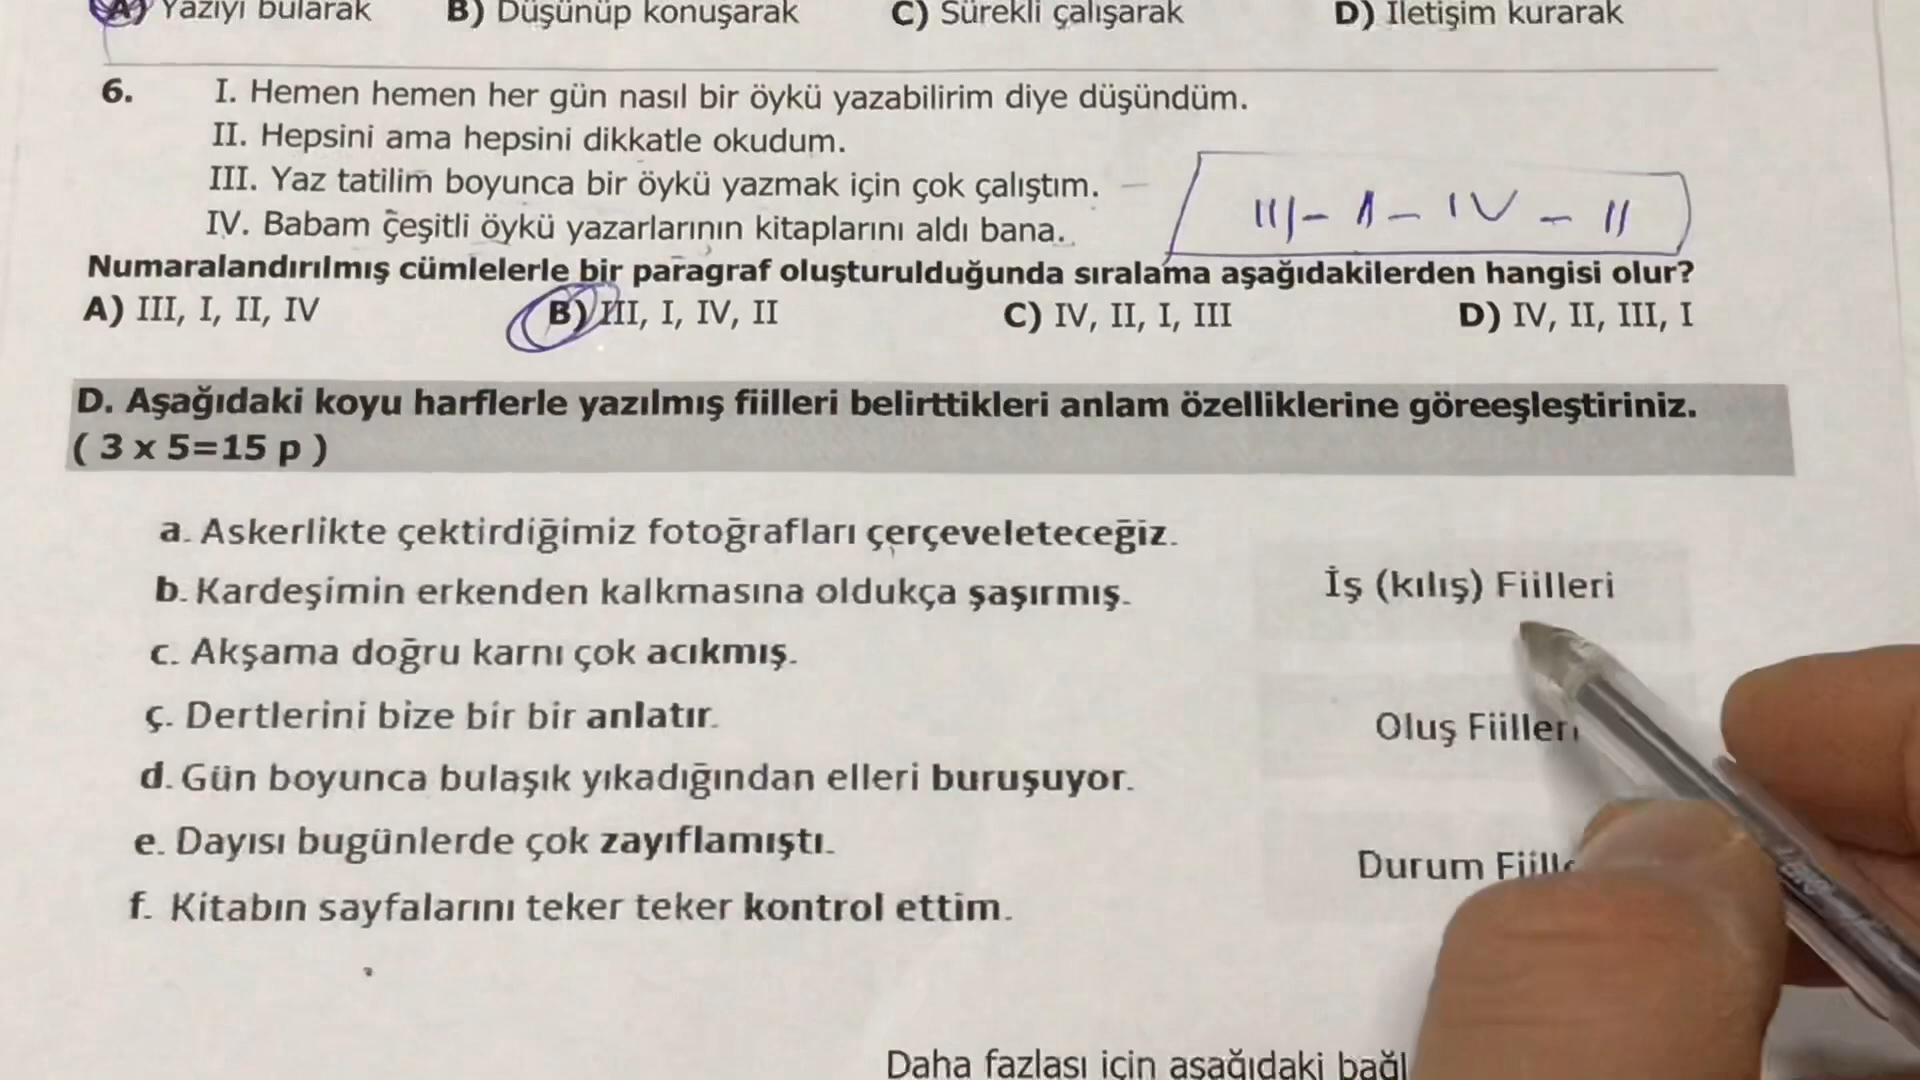 A) Yazıyı bularak B) Düşünüp konuşarak C) Sürekli çalışarak D) İletişim kurarak
6. I. Hemen hemen her gün nasıl bir öykü yazabilirim diye düşündüm.
II. Hepsini ama hepsini dikkatle okudum.
III. Yaz tatilim boyunca bir öykü yazmak için çok çalıştım.
IV. Babam çeşitli öykü yazarlarının kitaplarını aldı bana.
III - I - IV - II
Numaralandırılmış cümlelerle bir paragraf oluşturulduğunda sıralama aşağıdakilerden hangisi olur?
A) III, I, II, IV B) III, I, IV, II C) IV, II, I, III D) IV, II, III, I
D. Aşağıdaki koyu harflerle yazılmış fiilleri belirttikleri anlam özelliklerine göreeşleştiriniz.
( 3 x 5=15 p )
a. Askerlikte çektirdiğimiz fotoğrafları çerçeveleteceğiz.
b. Kardeşimin erkenden kalkmasına oldukça şaşırmış.
c. Akşama doğru karnı çok acıkmış.
ç. Dertlerini bize bir bir anlatır.
d. Gün boyunca bulaşık yıkadığından elleri buruşuyor.
e. Dayısı bugünlerde çok zayıflamıştı.
f. Kitabın sayfalarını teker teker kontrol ettim.
İş (kılış) Fiilleri
Oluş Fiilleri
Durum
Daha fazlası için aşağıdaki